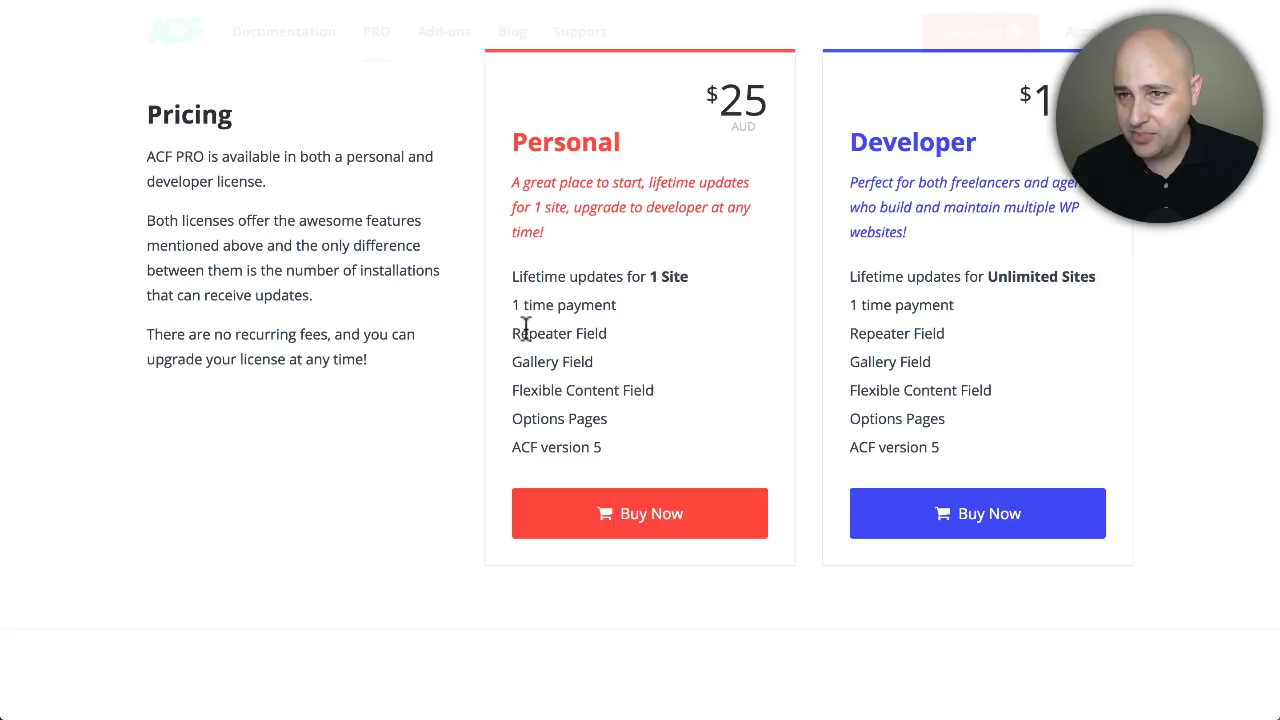 ACF
Documentation
PRO
Add-ons
Blog
Support
Download
Pricing
ACF PRO is available in both a personal and
developer license.
Both licenses offer the awesome features
mentioned above and the only difference
between them is the number of installations
that can receive updates.
There are no recurring fees, and you can
upgrade your license at any time!
$25
AUD
Personal
A great place to start, lifetime updates
for 1 site, upgrade to developer at any
time!
Lifetime updates for 1 Site
1 time payment
Repeater Field
Gallery Field
Flexible Content Field
Options Pages
ACF version 5
Buy Now
$1
Developer
Perfect for both freelancers and
who build and maintain multiple WP
websites!
Lifetime updates for Unlimited Sites
1 time payment
Repeater Field
Gallery Field
Flexible Content Field
Options Pages
ACF version 5
Buy Now